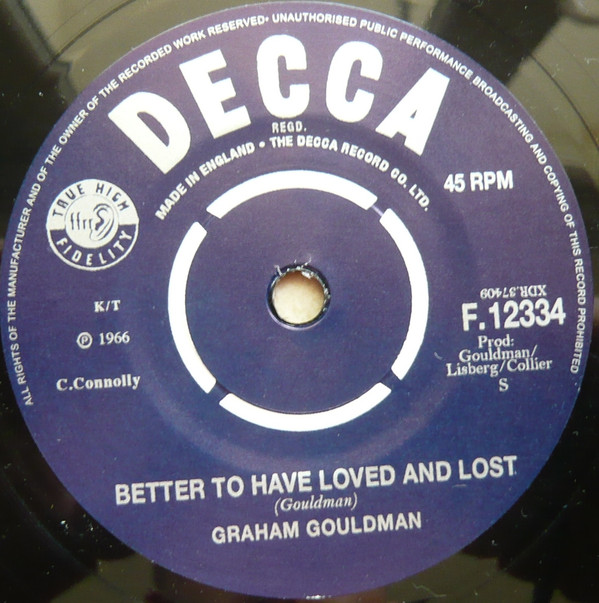 ALL RIGHTS OF THE MANUFACTURER AND OF THE OWNER OF THE RECORDED WORK RESERVED• UNAUTHORISED PUBLIC PERFORMANCE BROADCASTING AND COPYING OF THIS RECORD PROHIBITED
DECCA
REGD.
MADE IN ENGLAND • THE DECCA RECORD CO. LTD.
TRUE HIGH
ffrr
FIDELITY
45 RPM
K/T
℗ 1966
C.Connolly
XDR.37409
F.12334
Prod:
Gouldman/
Lisberg/Collier
S
BETTER TO HAVE LOVED AND LOST
(Gouldman)
GRAHAM GOULDMAN